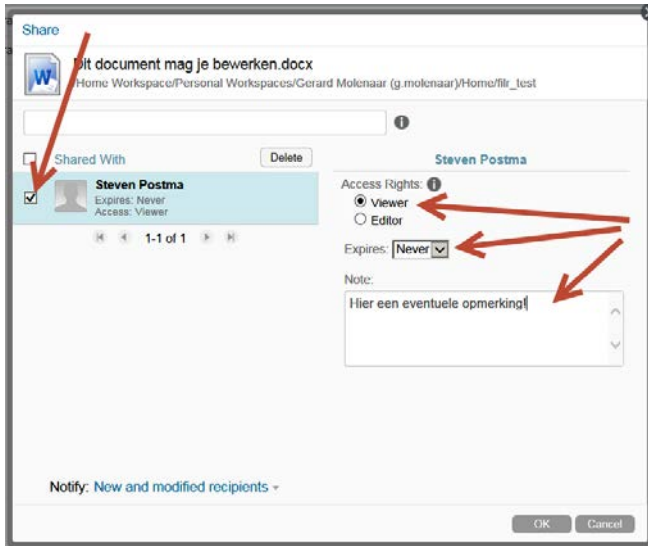 Share
Dit document mag je bewerken.docx
/Home Workspace/Personal Workspaces/Gerard Molenaar (g.molenaar)/Home/filr_test
Shared With
Delete
Steven Postma
Expires: Never
Access: Viewer
1-1 of 1
Steven Postma
Access Rights:
Viewer
Editor
Expires: Never
Note:
Hier een eventuele opmerking!
Notify: New and modified recipients
OK
Cancel